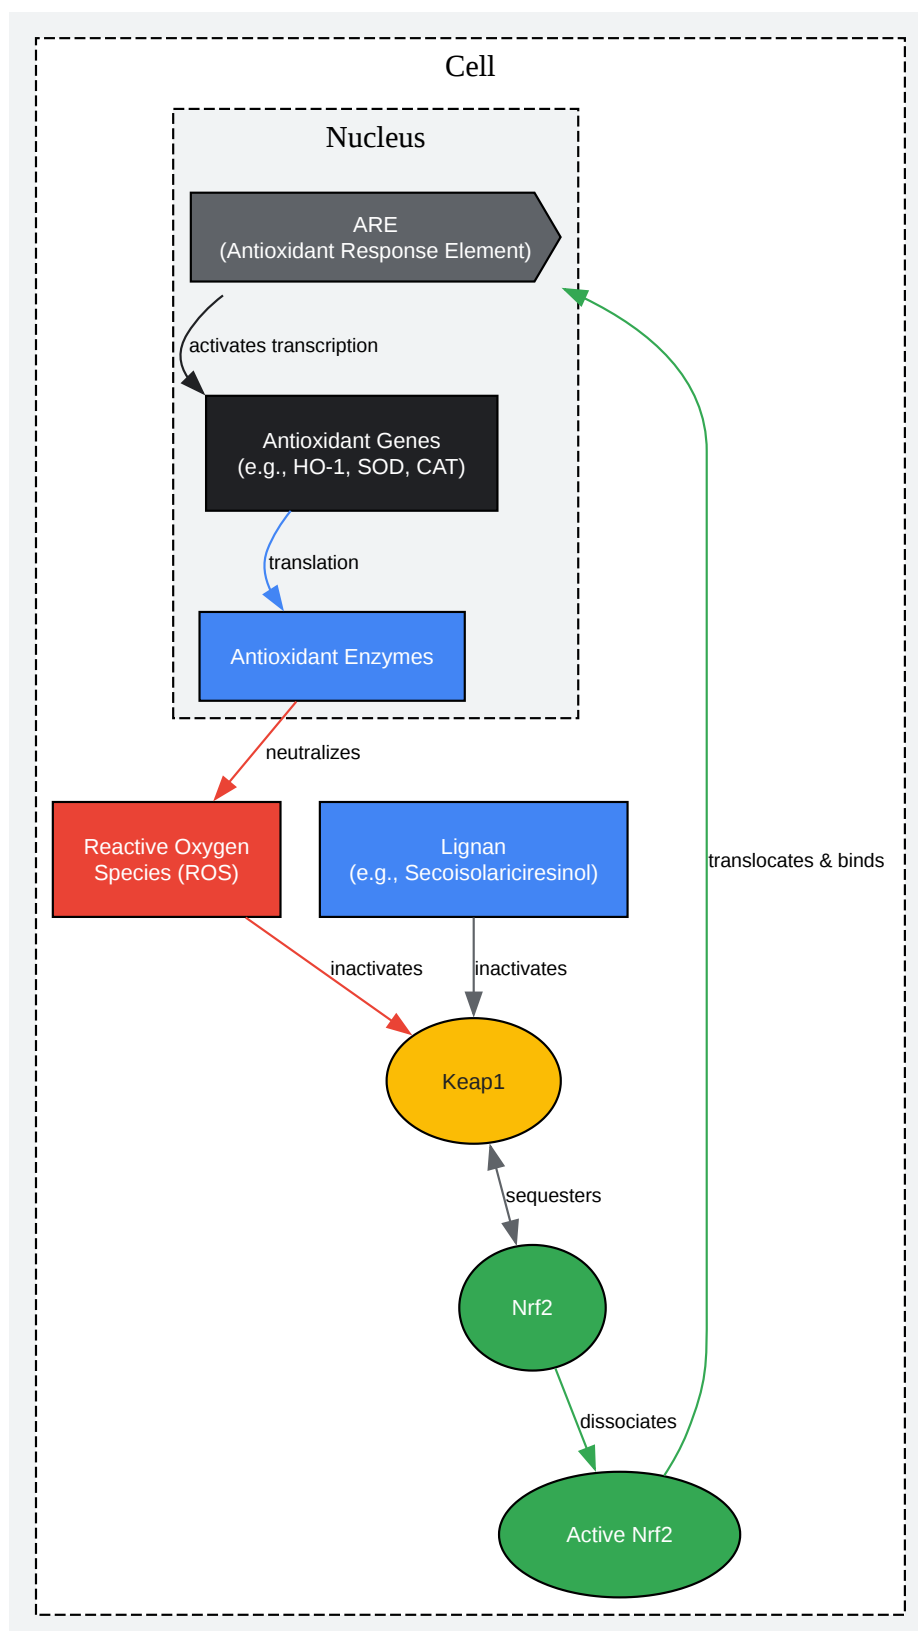 Cell
Nucleus
ARE
(Antioxidant Response Element)
activates transcription
Antioxidant Genes
(e.g., HO-1, SOD, CAT)
translation
Antioxidant Enzymes
neutralizes
Reactive Oxygen
Species (ROS)
Lignan
(e.g., Secoisolariciresinol)
translocates & binds
inactivates
inactivates
Keap1
sequesters
Nrf2
dissociates
Active Nrf2